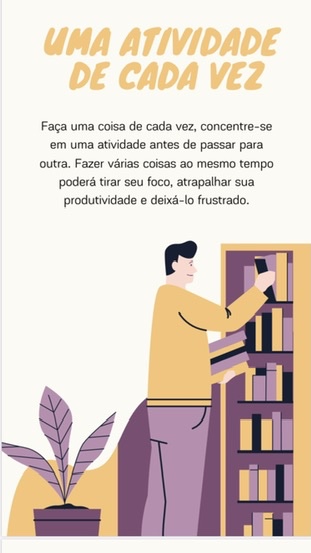 UMA ATIVIDADE
DE CADA VEZ
Faça uma coisa de cada vez, concentre-se
em uma atividade antes de passar para
outra. Fazer várias coisas ao mesmo tempo
poderá tirar seu foco, atrapalhar sua
produtividade e deixá-lo frustrado.